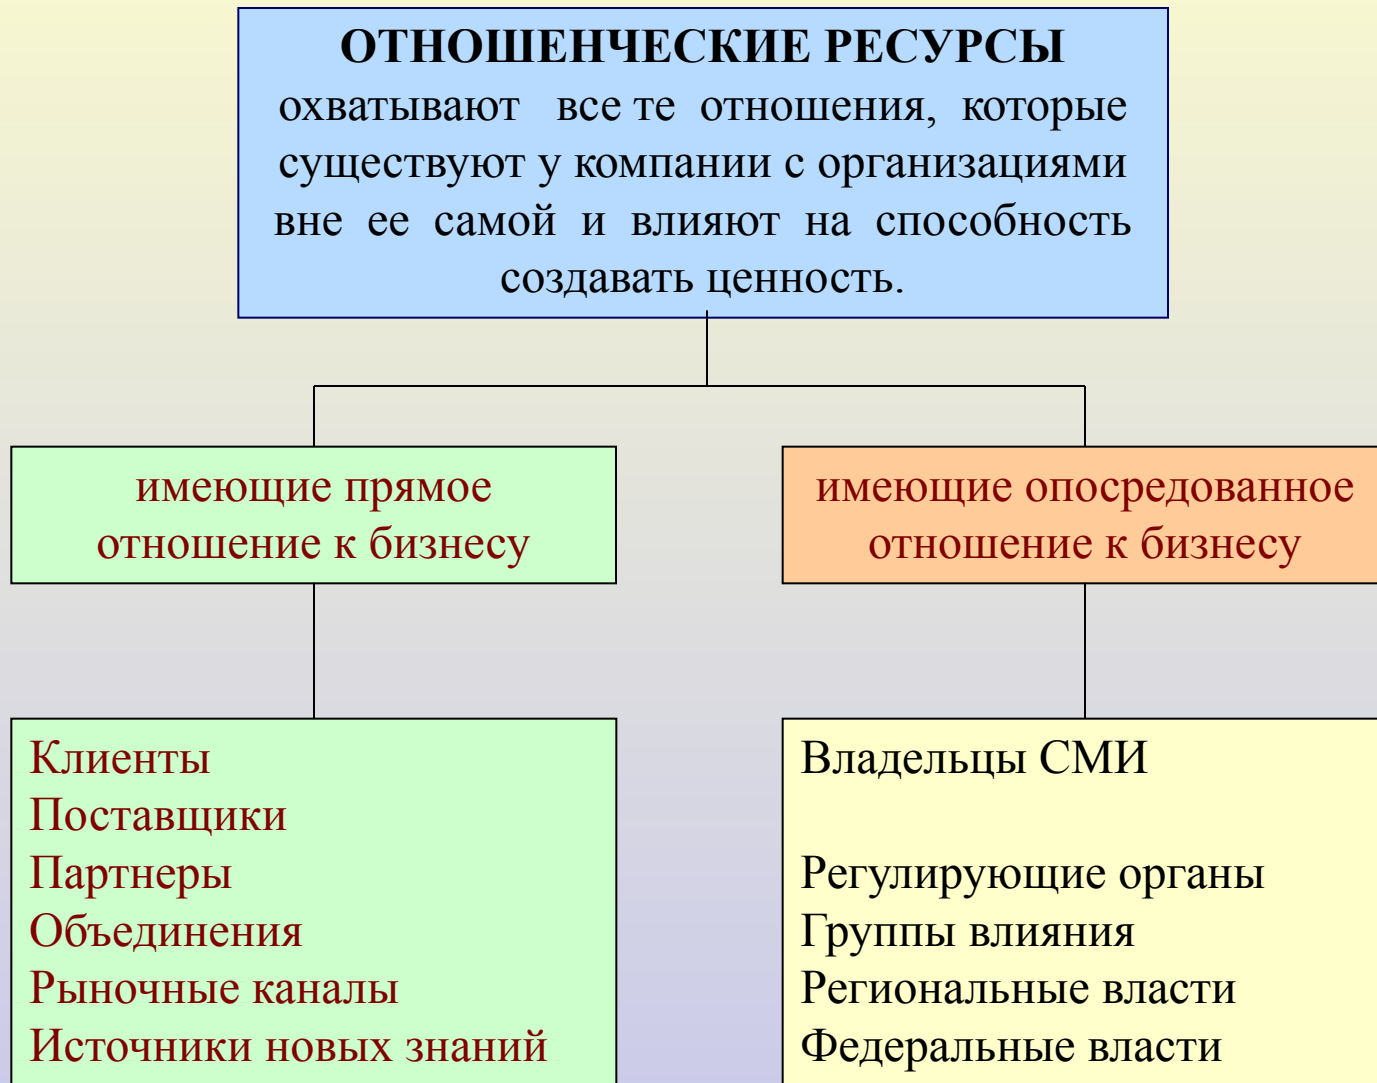 ОТНОШЕНЧЕСКИЕ РЕСУРСЫ
охватывают все те отношения, которые
существуют у компании с организациями
вне ее самой и влияют на способность
создавать ценность.
имеющие прямое
отношение к бизнесу
имеющие опосредованное
отношение к бизнесу
Клиенты
Поставщики
Партнеры
Объединения
Рыночные каналы
Источники новых знаний
Владельцы СМИ
Регулирующие органы
Группы влияния
Региональные власти
Федеральные власти